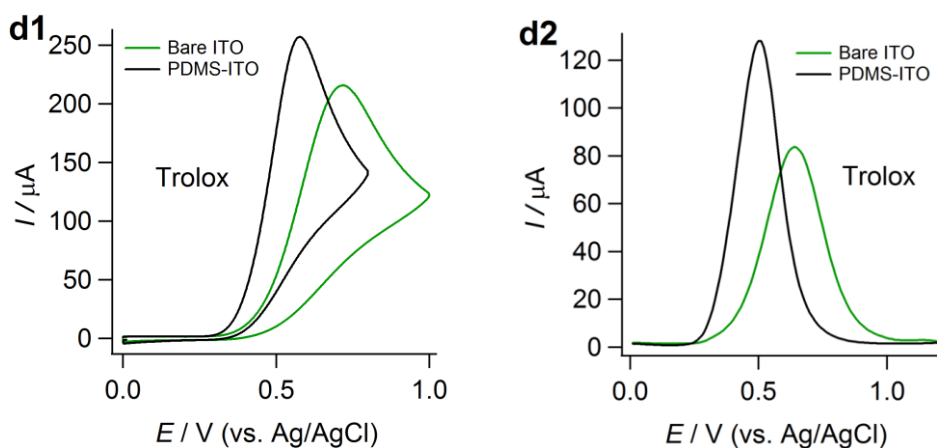 d1
Bare ITO
PDMS-ITO
Trolox
I / μA
250
200
150
100
50
0
0.0
0.5
1.0
E / V (vs. Ag/AgCl)
d2
Bare ITO
PDMS-ITO
Trolox
I / μA
120
100
80
60
40
20
0
0.0
0.5
1.0
E / V (vs. Ag/AgCl)